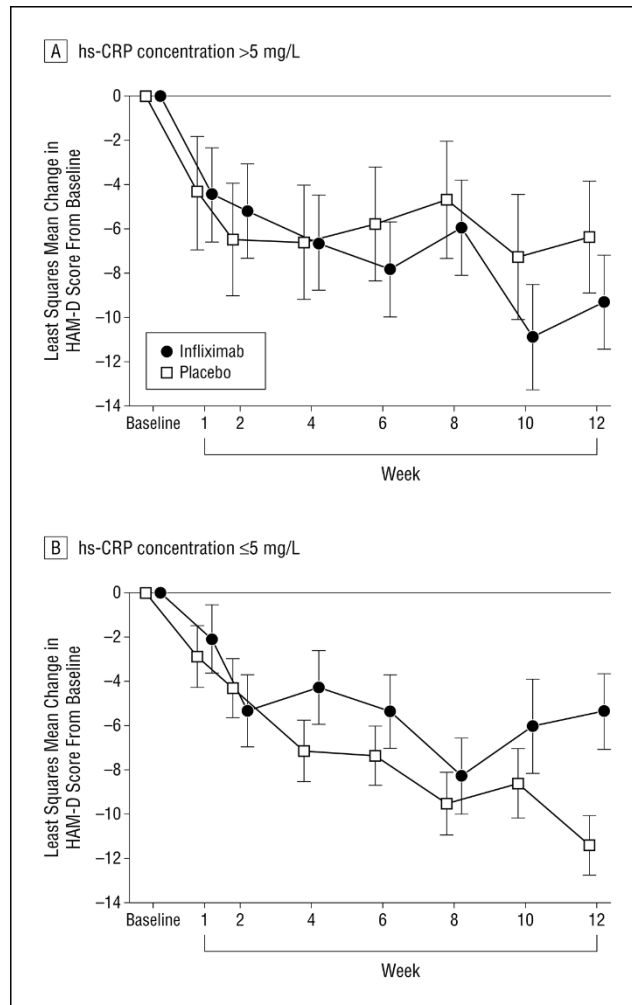 A hs-CRP concentration >5 mg/L
0
–2
–4
–6
–8
–10
–12
–14
Least Squares Mean Change in
HAM-D Score From Baseline
Infliximab
Placebo
Baseline 1 2 4 6 8 10 12
Week
B hs-CRP concentration ≤5 mg/L
0
–2
–4
–6
–8
–10
–12
–14
Least Squares Mean Change in
HAM-D Score From Baseline
Baseline 1 2 4 6 8 10 12
Week